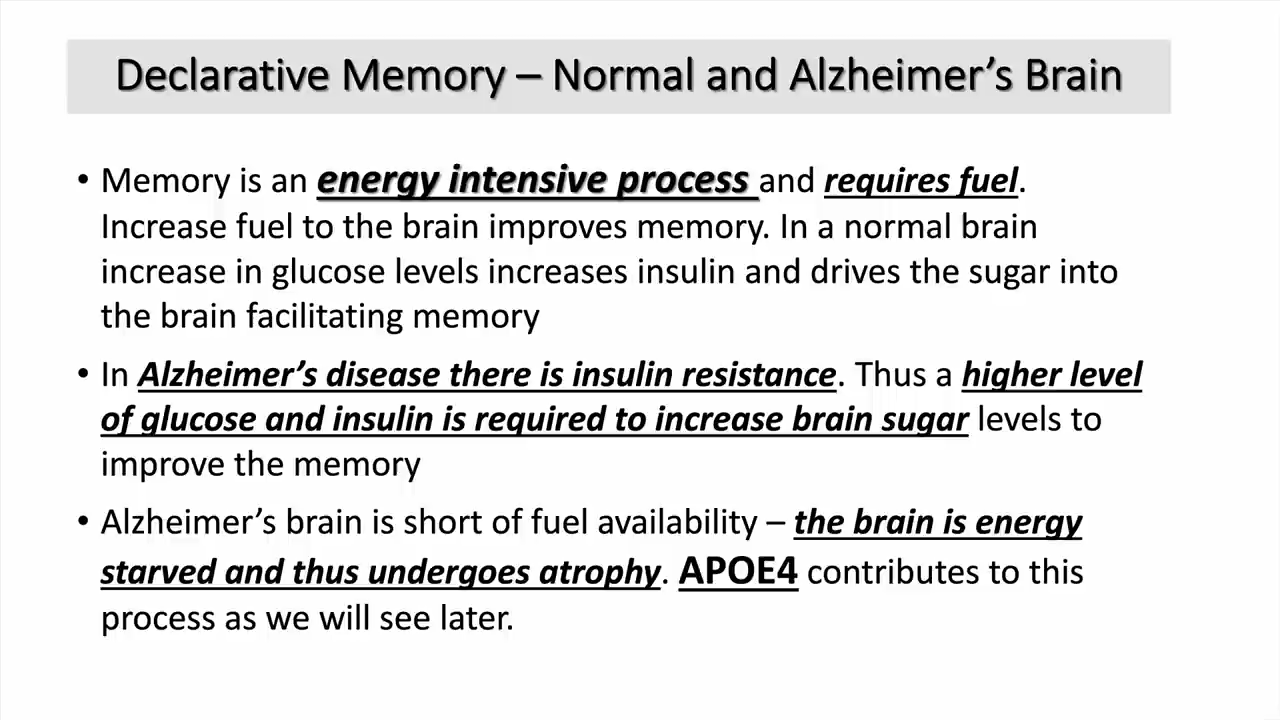 Declarative Memory – Normal and Alzheimer’s Brain
• Memory is an energy intensive process and requires fuel.
Increase fuel to the brain improves memory. In a normal brain
increase in glucose levels increases insulin and drives the sugar into
the brain facilitating memory
• In Alzheimer’s disease there is insulin resistance. Thus a higher level
of glucose and insulin is required to increase brain sugar levels to
improve the memory
• Alzheimer’s brain is short of fuel availability – the brain is energy
starved and thus undergoes atrophy. APOE4 contributes to this
process as we will see later.